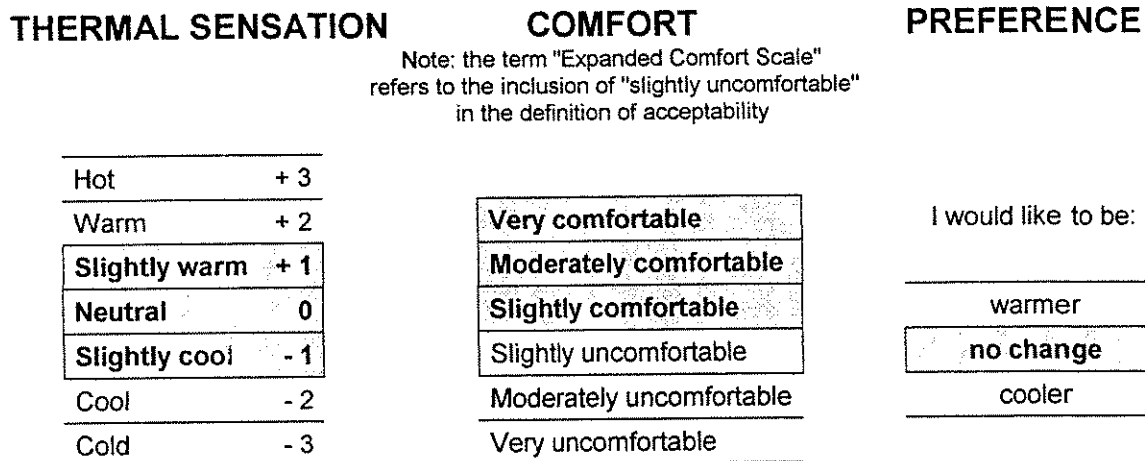 THERMAL SENSATION
Hot + 3
Warm + 2
Slightly warm + 1
Neutral 0
Slightly cool - 1
Cool - 2
Cold - 3
COMFORT
Note: the term "Expanded Comfort Scale"
refers to the inclusion of "slightly uncomfortable"
in the definition of acceptability
Very comfortable
Moderately comfortable
Slightly comfortable
Slightly uncomfortable
Moderately uncomfortable
Very uncomfortable
PREFERENCE
I would like to be:
warmer
no change
cooler